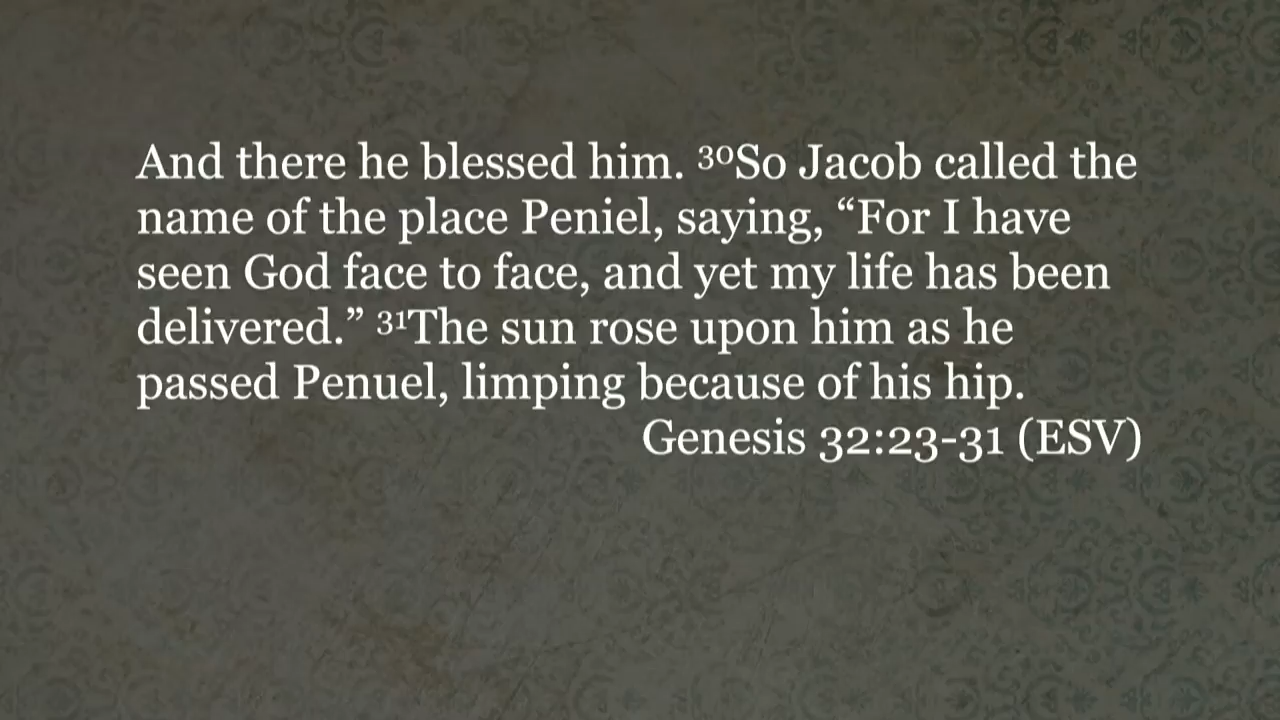 And there he blessed him. ³⁰So Jacob called the
name of the place Peniel, saying, “For I have
seen God face to face, and yet my life has been
delivered.” ³¹The sun rose upon him as he
passed Penuel, limping because of his hip.
Genesis 32:23-31 (ESV)